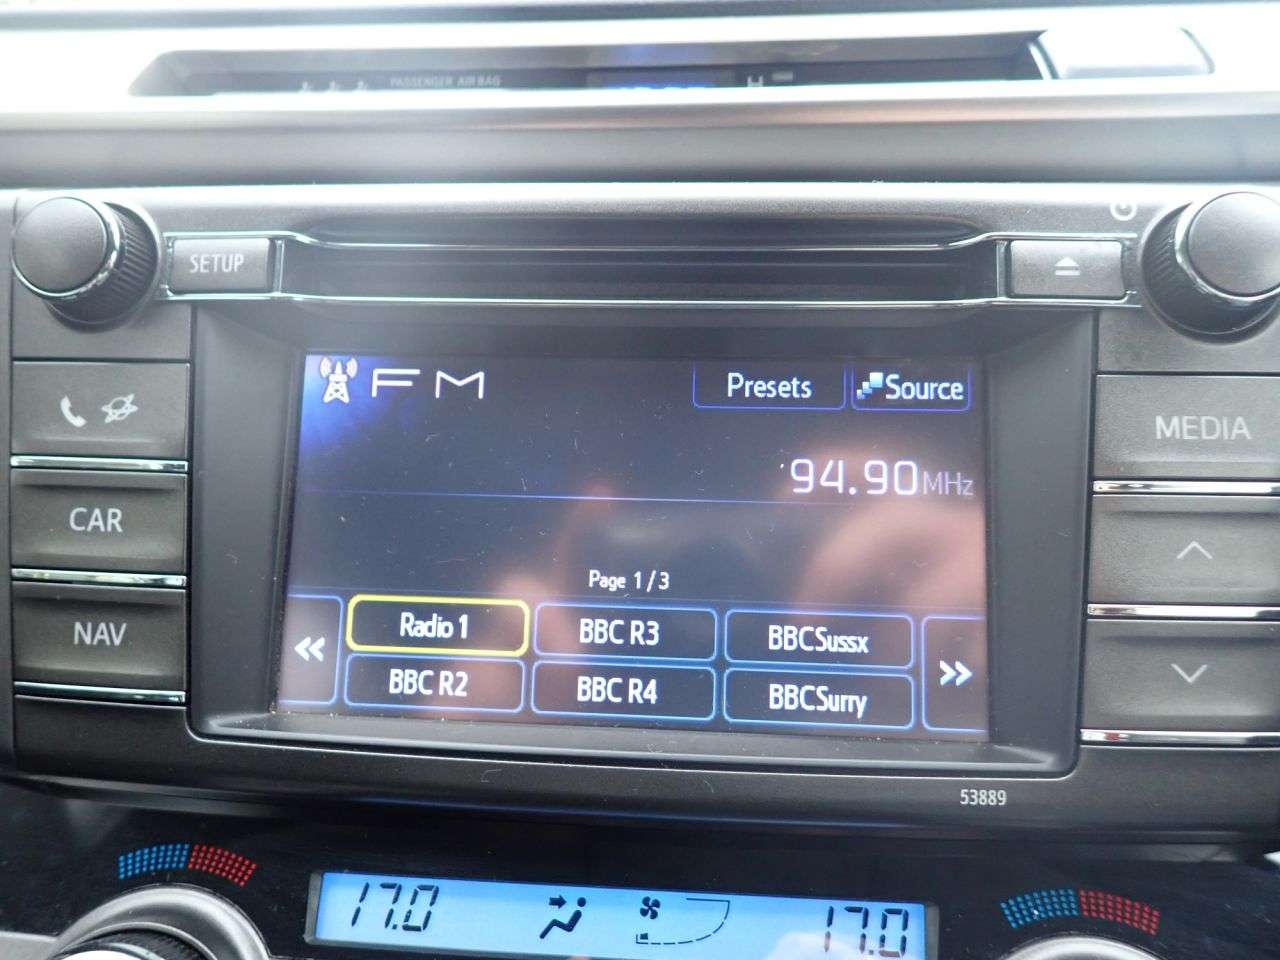 PASSENGER AIR BAG
SETUP
FM
Presets
Source
94.90MHz
MEDIA
CAR
NAV
Page 1/3
Radio 1
BBC R3
BBCSussx
BBC R2
BBC R4
BBCSurry
53889
17.0
17.0